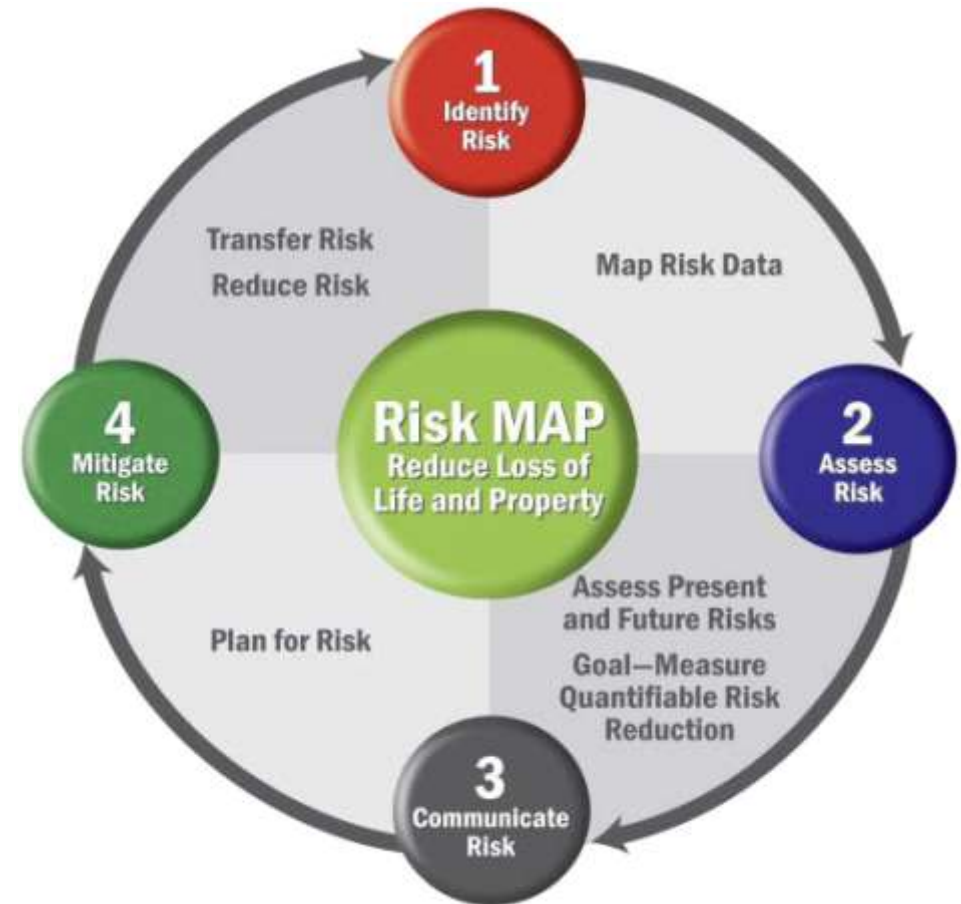 1
Identify
Risk
Transfer Risk
Reduce Risk
Map Risk Data
4
Mitigate
Risk
Risk MAP
Reduce Loss of
Life and Property
2
Assess
Risk
Plan for Risk
Assess Present
and Future Risks
Goal—Measure
Quantifiable Risk
Reduction
3
Communicate
Risk